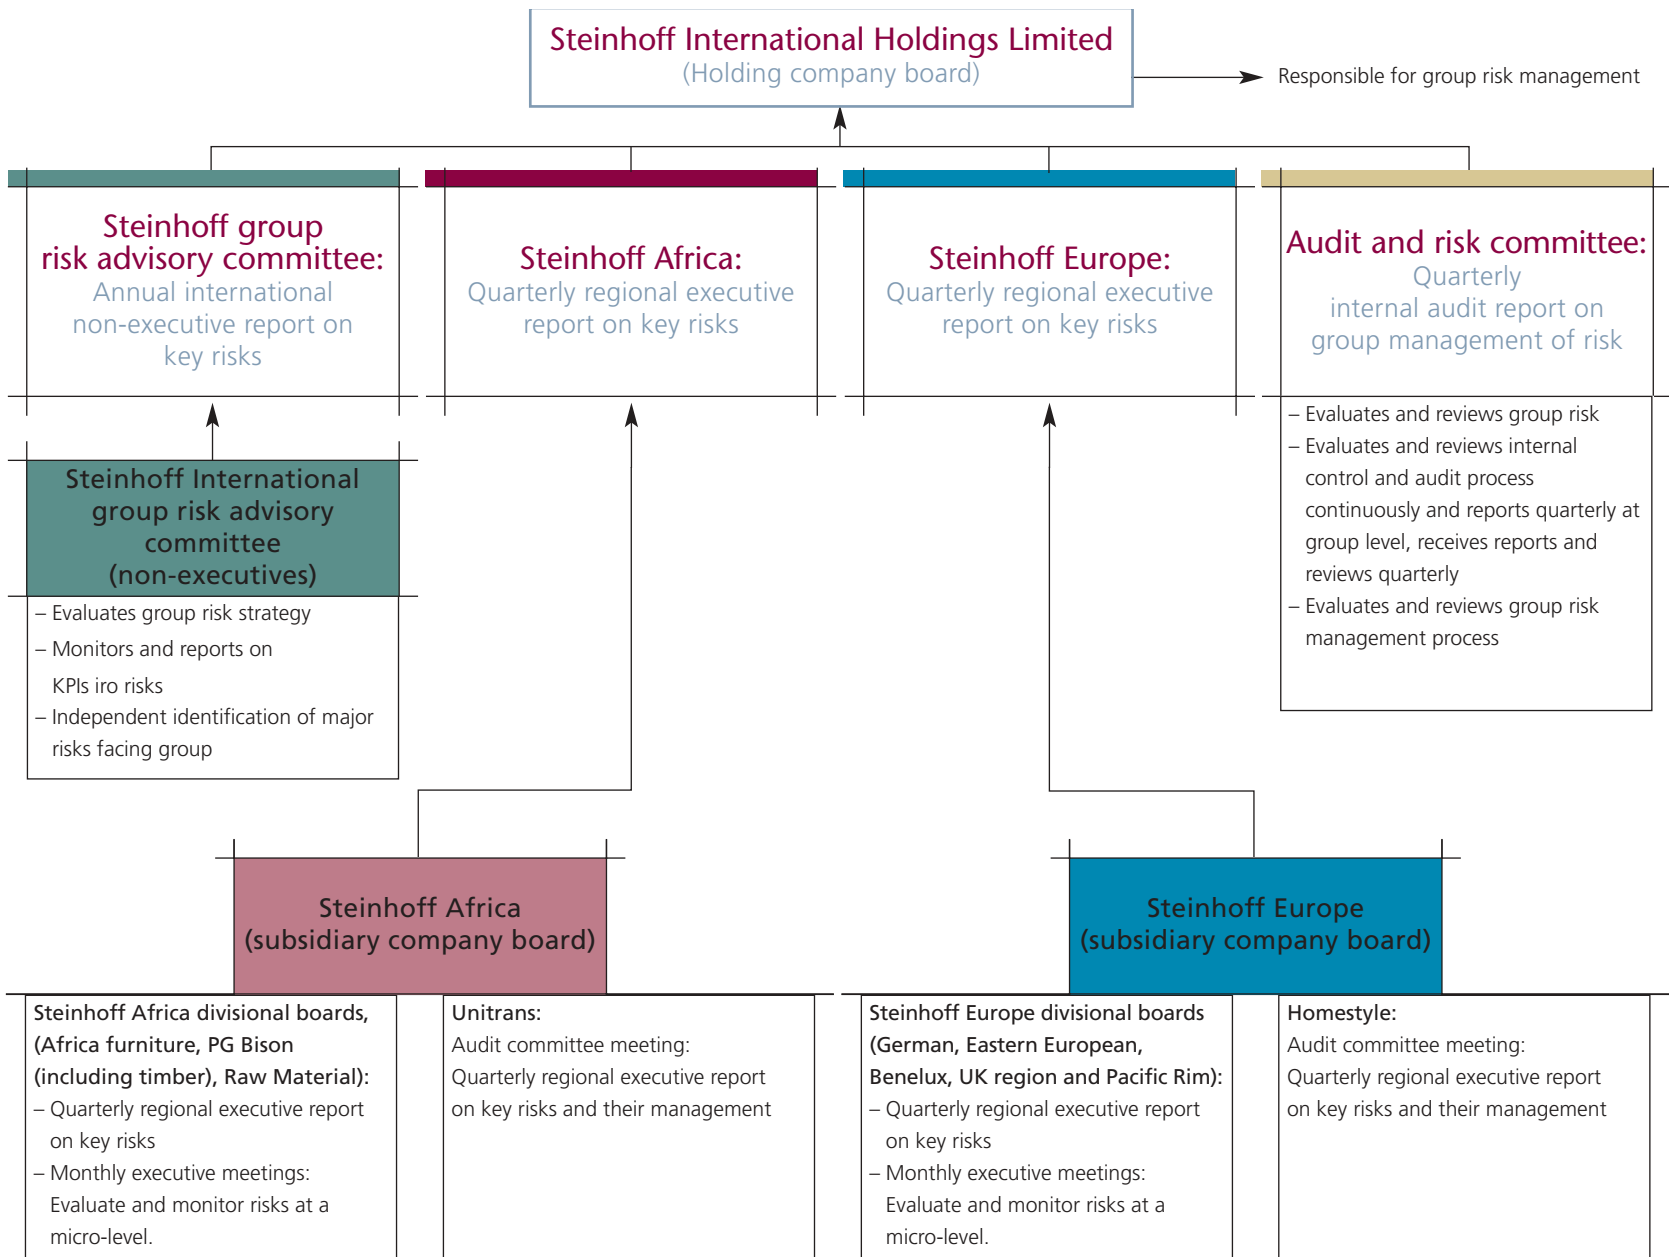 Steinhoff International Holdings Limited
(Holding company board)
Responsible for group risk management
Steinhoff group
risk advisory committee:
Annual international
non-executive report on
key risks
Steinhoff Africa:
Quarterly regional executive
report on key risks
Steinhoff Europe:
Quarterly regional executive
report on key risks
Audit and risk committee:
Quarterly
internal audit report on
group management of risk
– Evaluates and reviews group risk
– Evaluates and reviews internal
control and audit process
continuously and reports quarterly at
group level, receives reports and
reviews quarterly
– Evaluates and reviews group risk
management process
Steinhoff International
group risk advisory
committee
(non-executives)
– Evaluates group risk strategy
– Monitors and reports on
KPIs iro risks
– Independent identification of major
risks facing group
Steinhoff Africa
(subsidiary company board)
Steinhoff Europe
(subsidiary company board)
Steinhoff Africa divisional boards,
(Africa furniture, PG Bison
(including timber), Raw Material):
– Quarterly regional executive report
on key risks
– Monthly executive meetings:
Evaluate and monitor risks at a
micro-level.
Unitrans:
Audit committee meeting:
Quarterly regional executive report
on key risks and their management
Steinhoff Europe divisional boards
(German, Eastern European,
Benelux, UK region and Pacific Rim):
– Quarterly regional executive report
on key risks
– Monthly executive meetings:
Evaluate and monitor risks at a
micro-level.
Homestyle:
Audit committee meeting:
Quarterly regional executive report
on key risks and their management